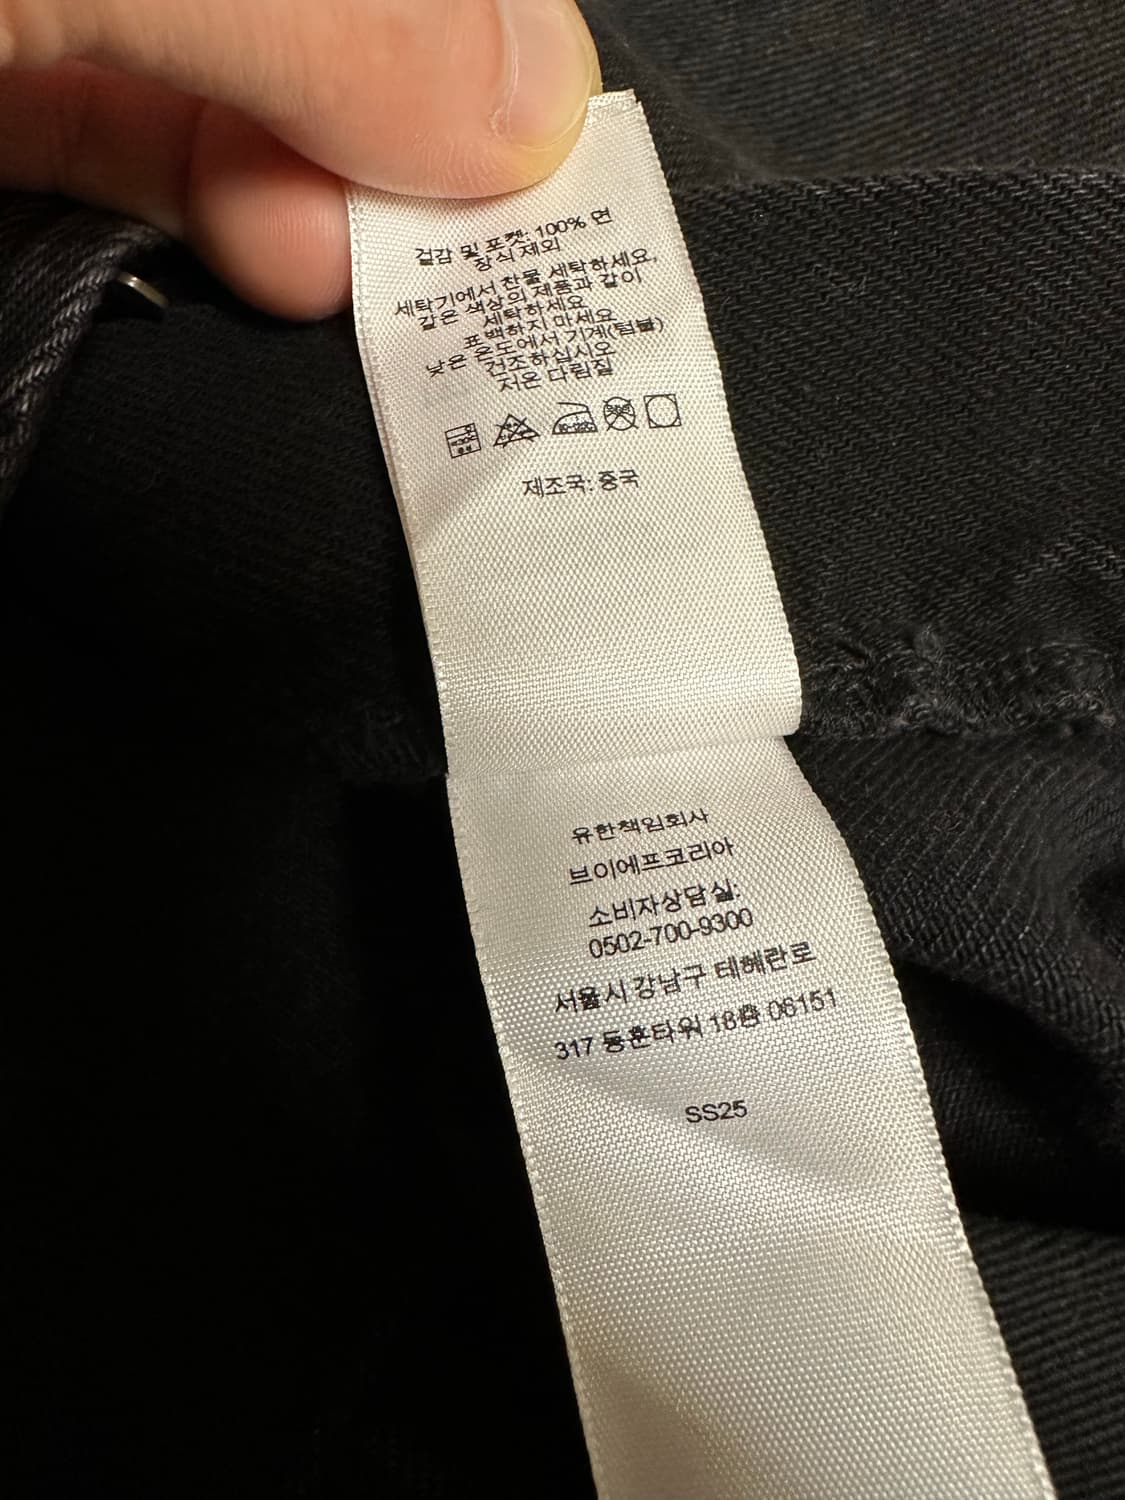 겉감 및 포켓: 100% 면
장식 제외
세탁기에서 찬물 세탁하세요,
같은 색상의 제품과 같이
세탁하세요
표백하지 마세요
낮은 온도에서 기계(텀블)
건조하십시오
저온 다림질
제조국: 중국
유한책임회사
브이에프코리아
소비자상담실:
0502-700-9300
서울시 강남구 테헤란로
317 동훈타워 18층 06151
SS25